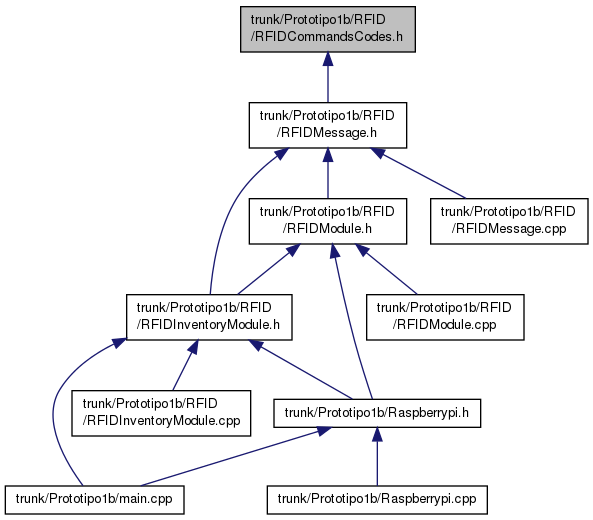 trunk/Prototipo1b/RFID
/RFIDCommandsCodes.h
trunk/Prototipo1b/RFID
/RFIDMessage.h
trunk/Prototipo1b/RFID
/RFIDModule.h
trunk/Prototipo1b/RFID
/RFIDMessage.cpp
trunk/Prototipo1b/RFID
/RFIDInventoryModule.h
trunk/Prototipo1b/RFID
/RFIDModule.cpp
trunk/Prototipo1b/RFID
/RFIDInventoryModule.cpp
trunk/Prototipo1b/Raspberrypi.h
trunk/Prototipo1b/main.cpp
trunk/Prototipo1b/Raspberrypi.cpp